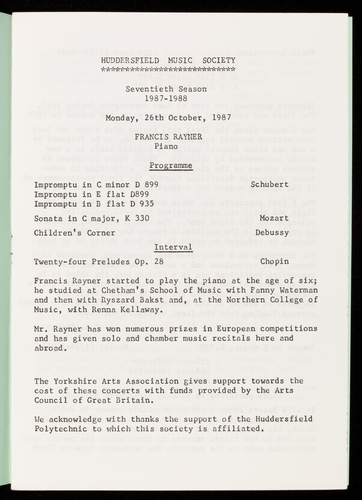 HUDDERSFIELD MUSIC SOCIETY
****************************
Seventieth Season
1987-1988
Monday, 26th October, 1987
FRANCIS RAYNER
Piano
Programme
Impromptu in C minor D 899 Schubert
Impromptu in E flat D899
Impromptu in B flat D 935
Sonata in C major, K 330 Mozart
Children's Corner Debussy
Interval
Twenty-four Preludes Op. 28 Chopin
Francis Rayner started to play the piano at the age of six;
he studied at Chetham's School of Music with Fanny Waterman
and then with Ryszard Bakst and, at the Northern College of
Music, with Renna Kellaway.
Mr. Rayner has won numerous prizes in European competitions
and has given solo and chamber music recitals here and
abroad.
The Yorkshire Arts Association gives support towards the
cost of these concerts with funds provided by the Arts
Council of Great Britain.
We acknowledge with thanks the support of the Huddersfield
Polytechnic to which this society is affiliated.